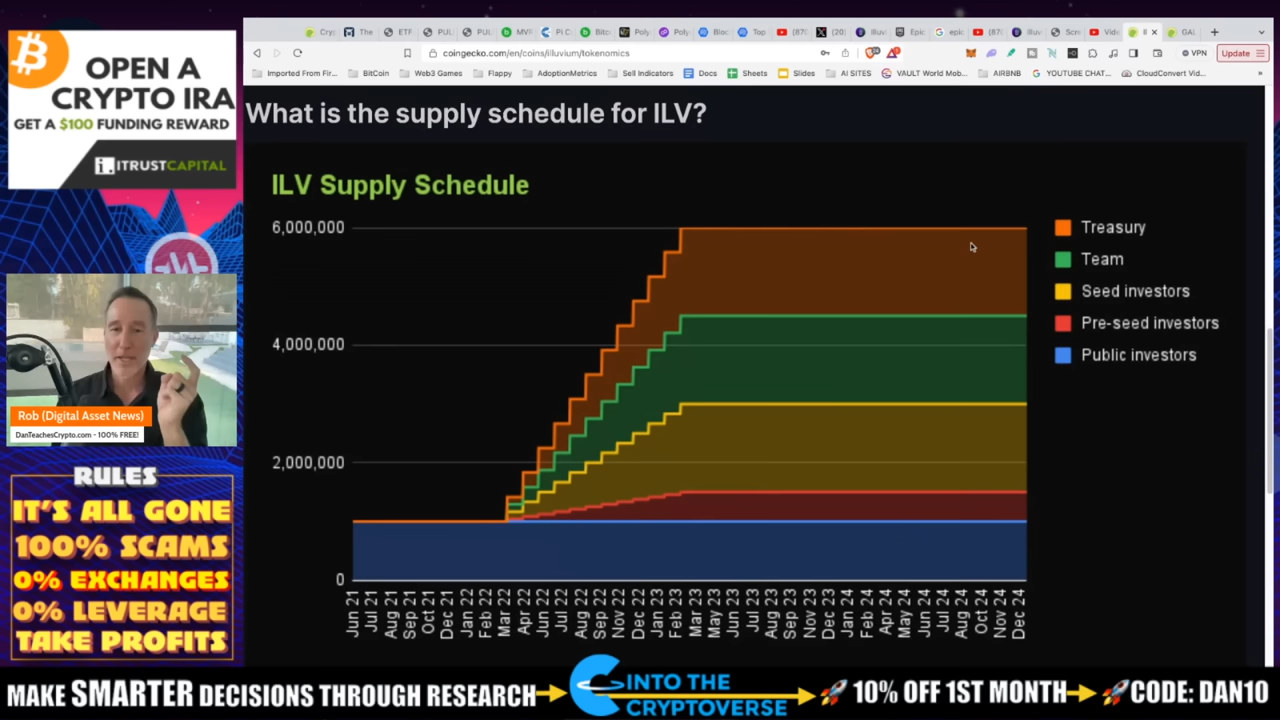 OPEN A
CRYPTO IRA
GET A $100 FUNDING REWARD
i. ITRUSTCAPITAL
Rob (Digital Asset News)
DanTeachesCrypto.com - 100% FREE!
RULES
IT'S ALL GONE
100% SCAMS
0% EXCHANGES
0% LEVERAGE
TAKE PROFITS
coingecko.com/en/coins/illuvium/tokenomics
VPN
Update
Imported From Fir...
BitCoin
Web3 Games
Flappy
AdoptionMetrics
Sell Indicators
Docs
Sheets
Slides
AI SITES
VAULT World Mob...
AIRBNB
YOUTUBE CHAT...
CloudConvert Vid...
What is the supply schedule for ILV?
ILV Supply Schedule
6,000,000
4,000,000
2,000,000
0
Jun 21
Jul 21
Aug 21
Sep 21
Oct 21
Dec 21
Jan 22
Feb 22
Mar 22
Apr 22
Jun 22
Jul 22
Aug 22
Sep 22
Nov 22
Dec 22
Jan 23
Feb 23
Mar 23
Apr 23
Jun 23
Jul 23
Aug 23
Sep 23
Nov 23
Dec 23
Jan 24
Feb 24
Apr 24
May 24
Jun 24
Jul 24
Aug 24
Oct 24
Nov 24
Dec 24
Treasury
Team
Seed investors
Pre-seed investors
Public investors
MAKE SMARTER DECISIONS THROUGH RESEARCH
INTO THE
CRYPTOVERSE
10% OFF 1ST MONTH
CODE: DAN10